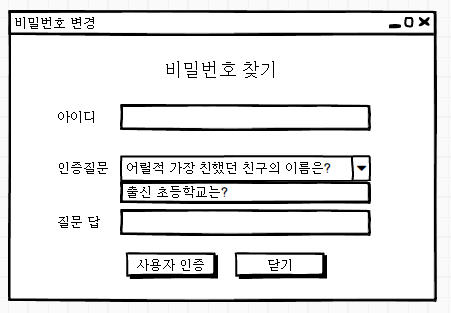 비밀번호 변경
비밀번호 찾기
아이디
인증질문 어렬적 가장 친했던 친구의 이름은?
출신 초등학교는?
질문 답
사용자 인증 닫기